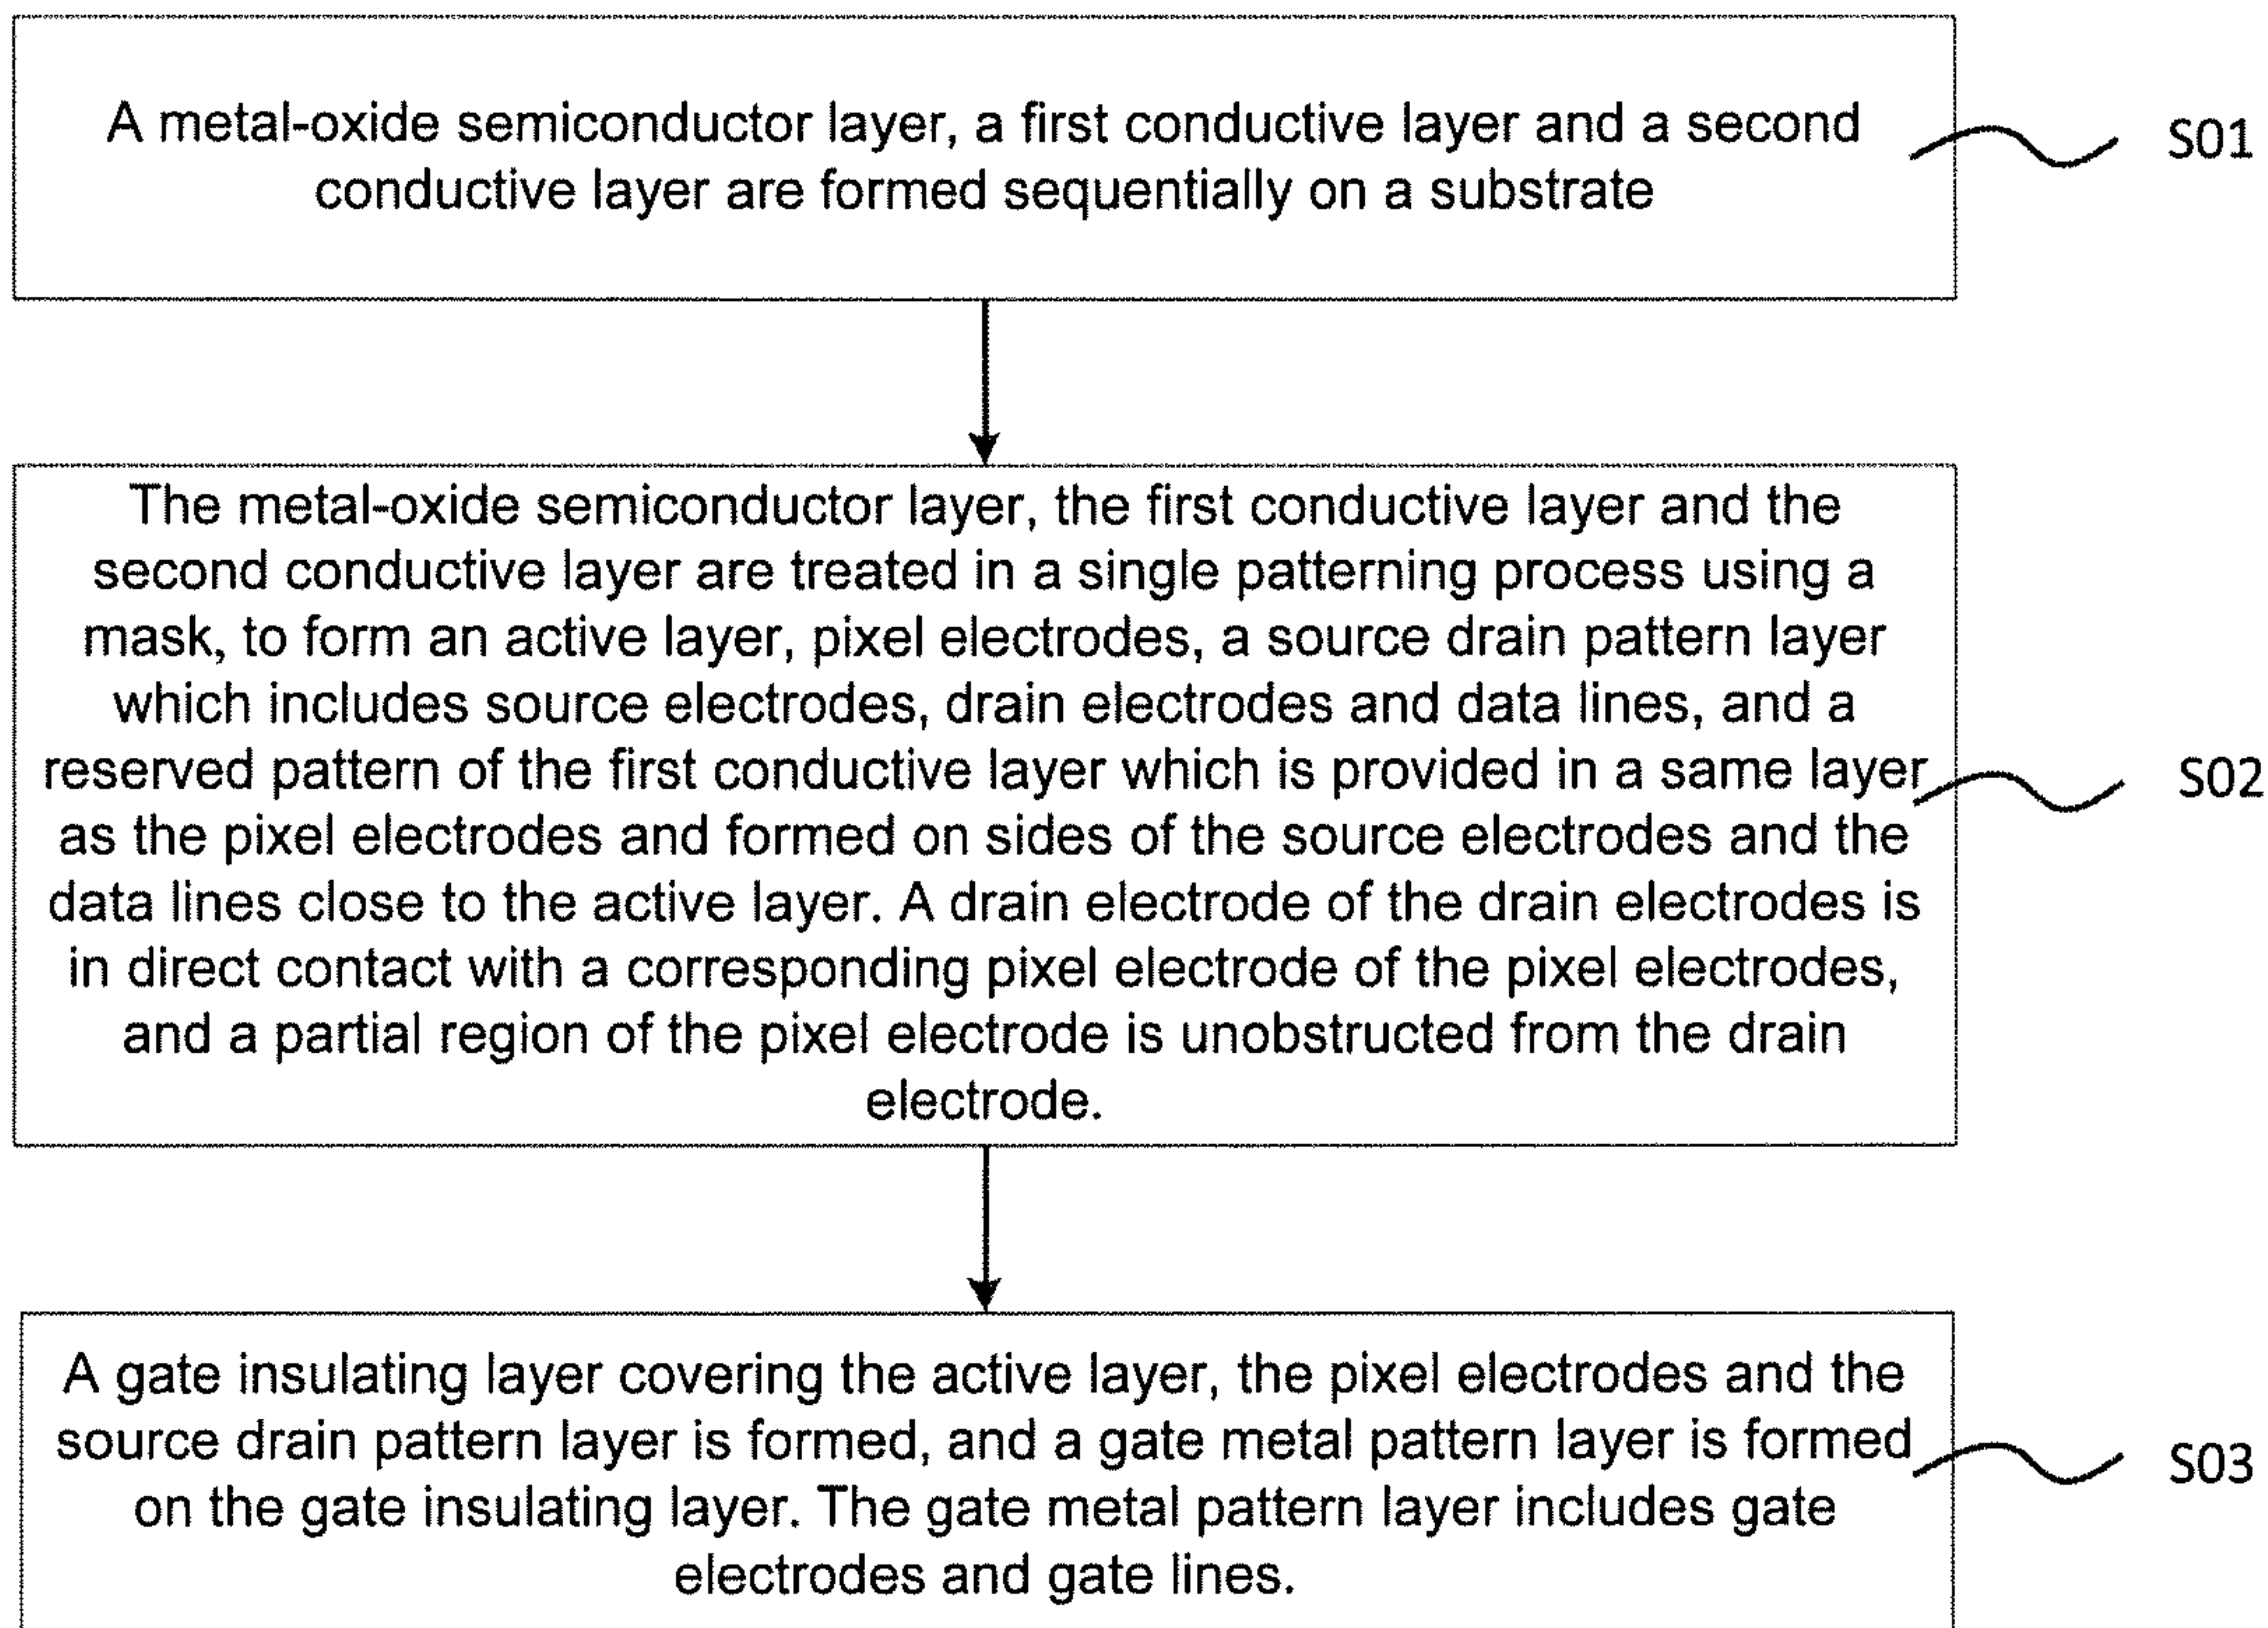 A metal-oxide semiconductor layer, a first conductive layer and a second
conductive layer are formed sequentially on a substrate
S01
The metal-oxide semiconductor layer, the first conductive layer and the
second conductive layer are treated in a single patterning process using a
mask, to form an active layer, pixel electrodes, a source drain pattern layer
which includes source electrodes, drain electrodes and data lines, and a
reserved pattern of the first conductive layer which is provided in a same layer
as the pixel electrodes and formed on sides of the source electrodes and the
data lines close to the active layer. A drain electrode of the drain electrodes is
in direct contact with a corresponding pixel electrode of the pixel electrodes,
and a partial region of the pixel electrode is unobstructed from the drain
electrode.
S02
A gate insulating layer covering the active layer, the pixel electrodes and the
source drain pattern layer is formed, and a gate metal pattern layer is formed
on the gate insulating layer. The gate metal pattern layer includes gate
electrodes and gate lines.
S03